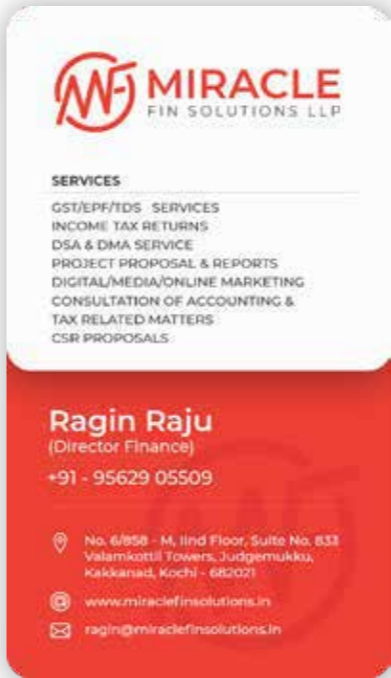 MIRACLE
FIN SOLUTIONS LLP
SERVICES
GST/EPF/TDS SERVICES
INCOME TAX RETURNS
DSA & DMA SERVICE
PROJECT PROPOSAL & REPORTS
DIGITAL/MEDIA/ONLINE MARKETING
CONSULTATION OF ACCOUNTING &
TAX RELATED MATTERS
CSR PROPOSALS
Ragin Raju
(Director Finance)
+91 - 95629 05509
No. 6/858 - M, IInd Floor, Suite No. 833
Valamkottil Towers, Judgemukku,
Kakkanad, Kochi - 682021
www.miraclefinsolutions.in
ragin@miraclefinsolutions.in